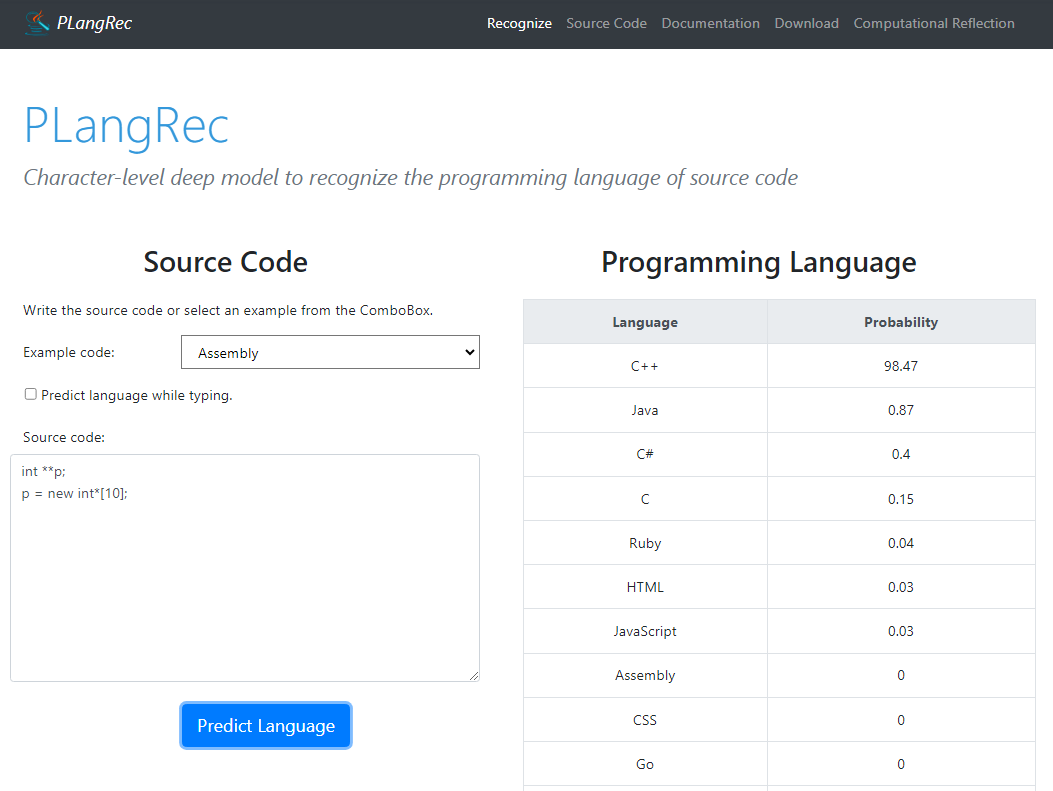 PLangRec
Recognize Source Code Documentation Download Computational Reflection
PLangRec
Character-level deep model to recognize the programming language of source code
Source Code
Write the source code or select an example from the ComboBox.
Example code: Assembly
Predict language while typing.
Source code:
int **p;
p = new int*[10];
Predict Language
Programming Language
Language Probability
C++ 98.47
Java 0.87
C# 0.4
C 0.15
Ruby 0.04
HTML 0.03
JavaScript 0.03
Assembly 0
CSS 0
Go 0